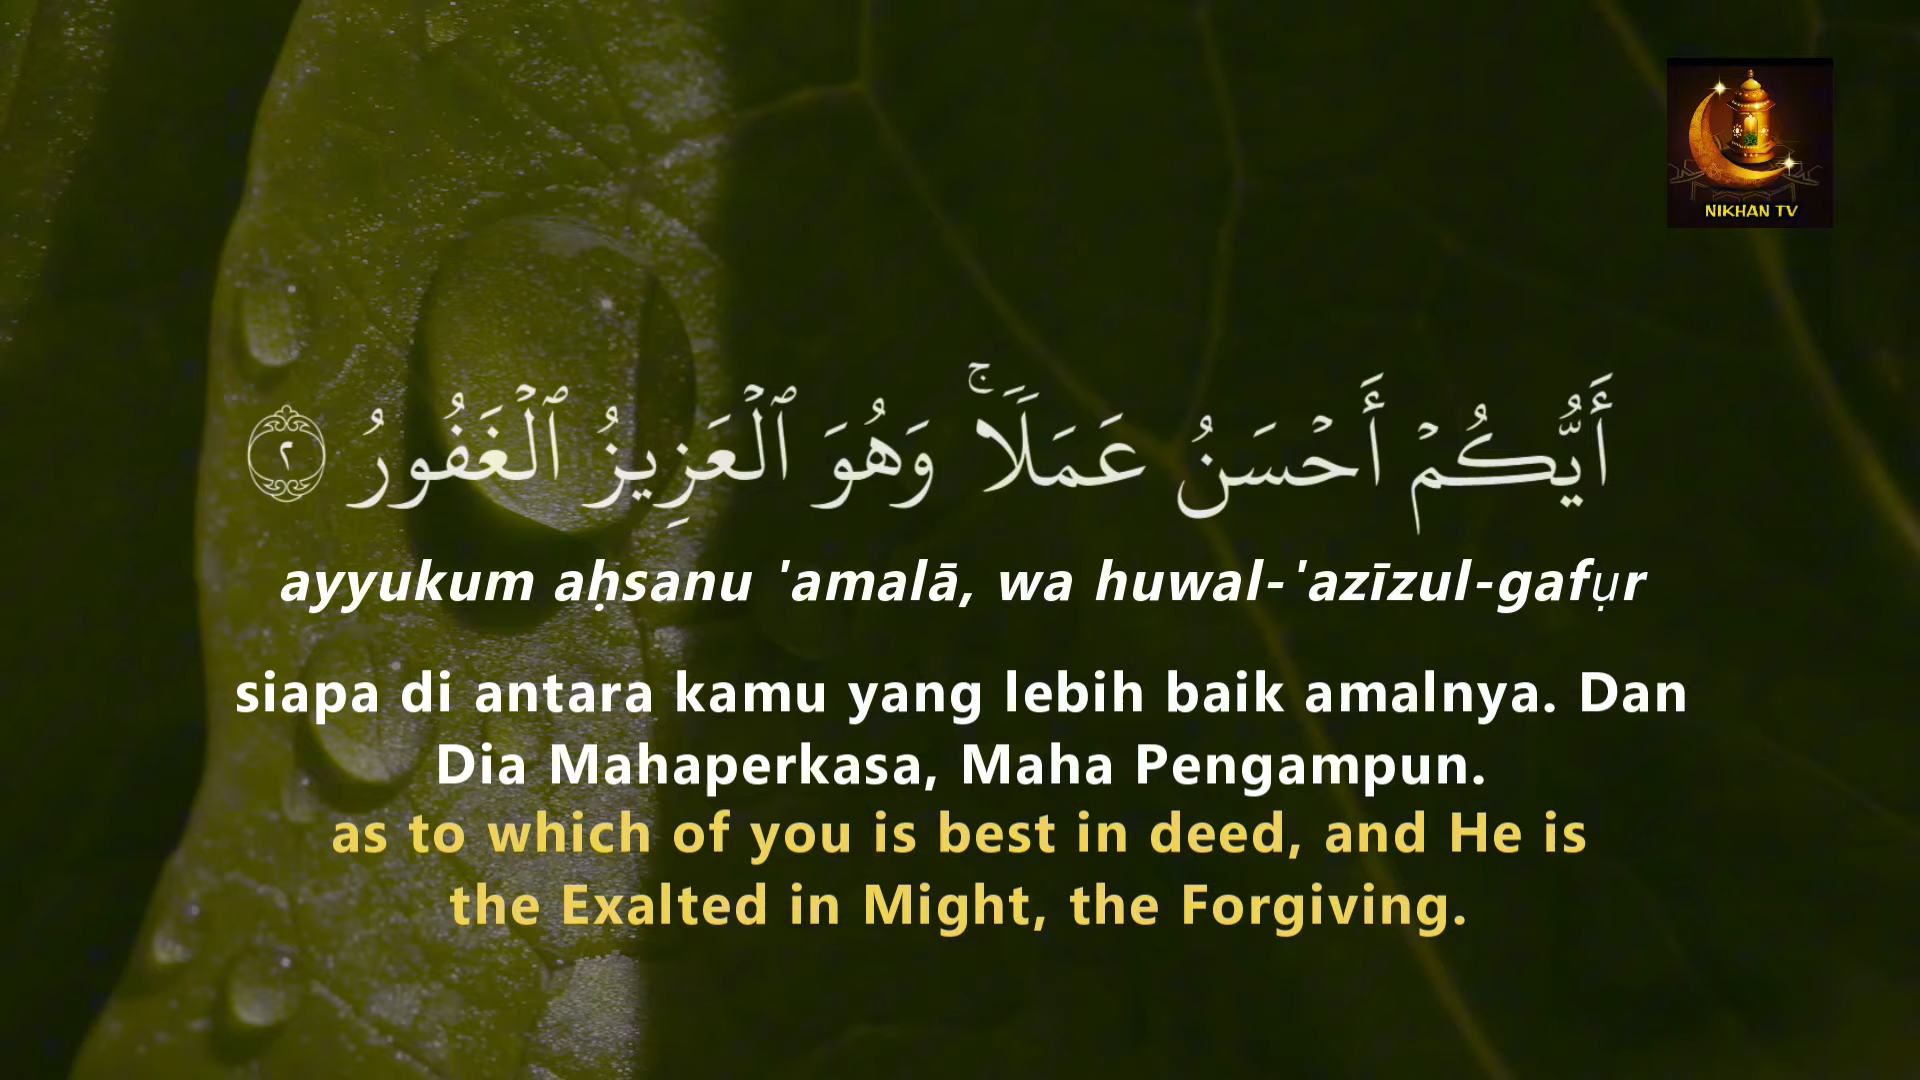 NIKHAN TV
أَيُّكُمۡ أَحۡسَنُ عَمَلٗاۚ وَهُوَ ٱلۡعَزِيزُ ٱلۡغَفُورُ ٢
ayyukum aḥsanu 'amalā, wa huwal-'azīzul-gafụr
siapa di antara kamu yang lebih baik amalnya. Dan
Dia Mahaperkasa, Maha Pengampun.
as to which of you is best in deed, and He is
the Exalted in Might, the Forgiving.